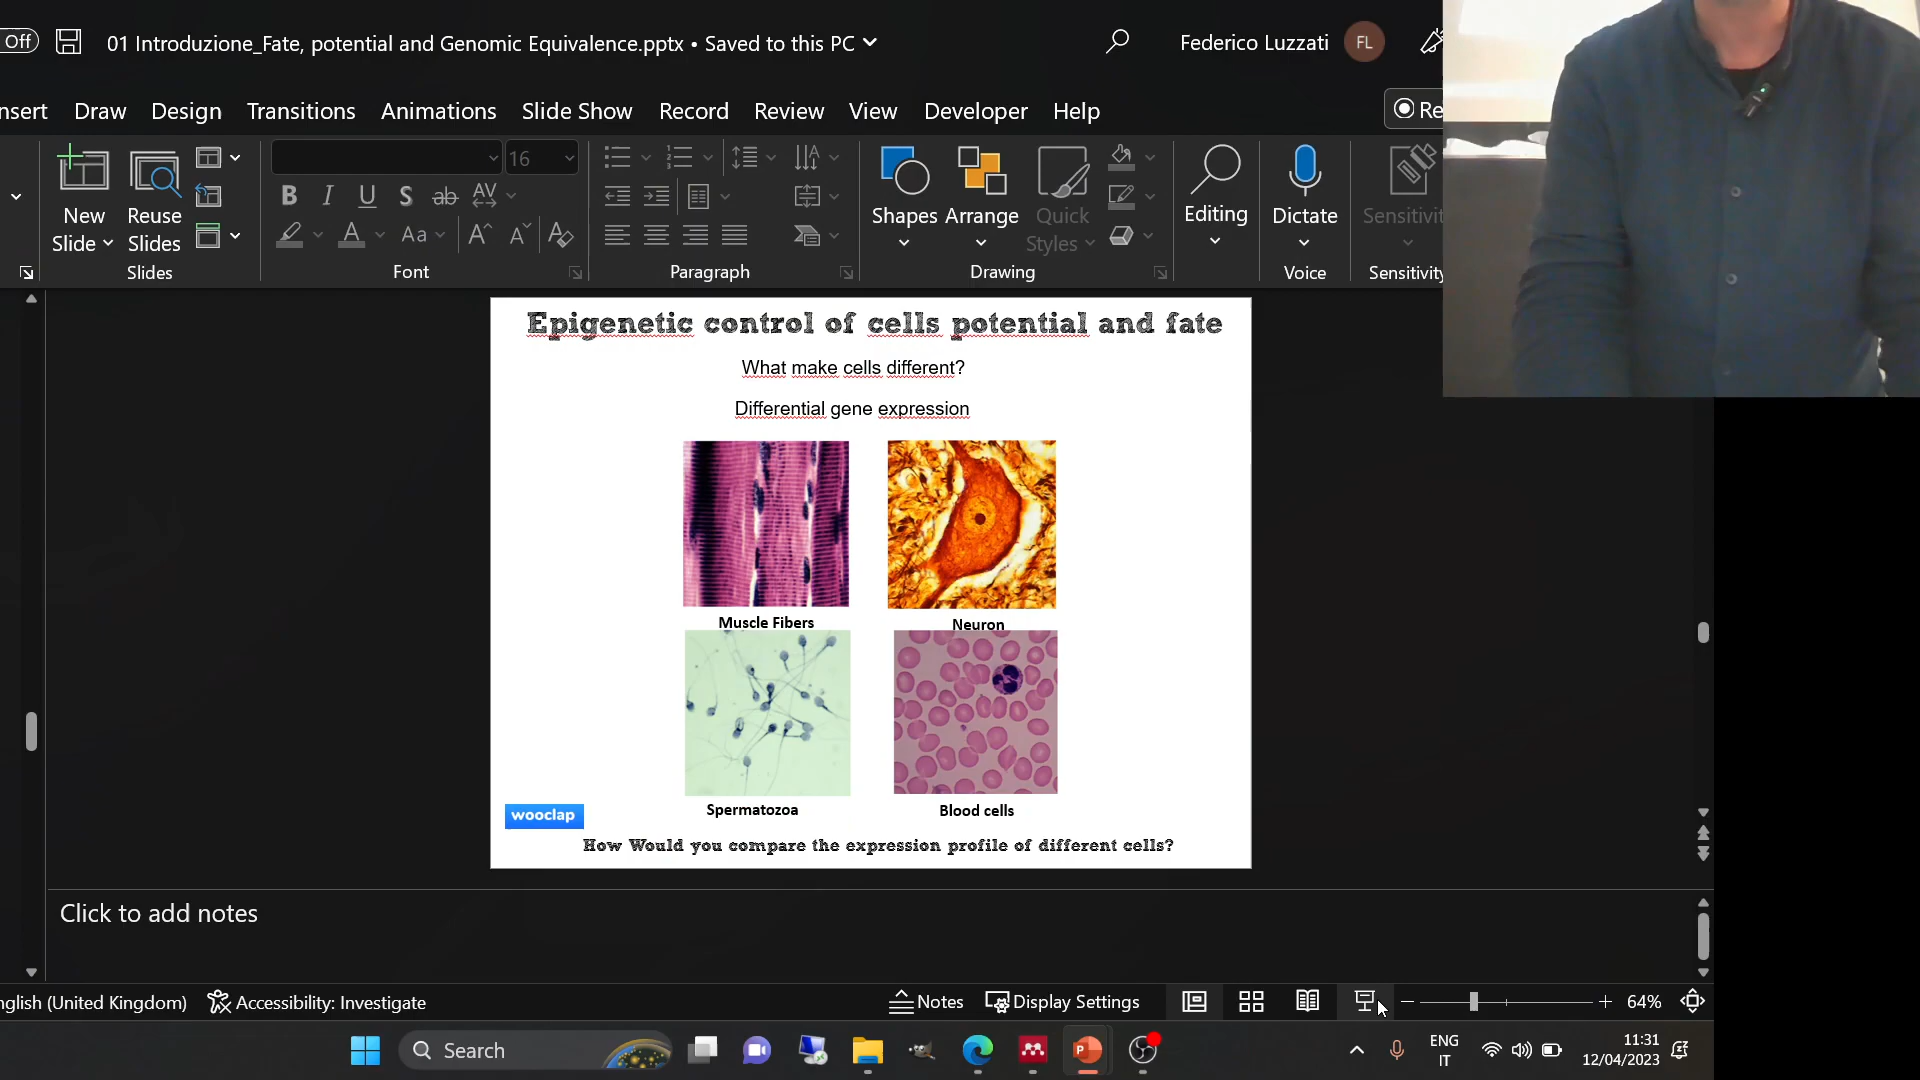 Off
01 Introduzione_Fate, potential and Genomic Equivalence.pptx • Saved to this PC
Federico Luzzati
FL
nsert Draw Design Transitions Animations Slide Show Record Review View Developer Help
Re
16
New Slide
Reuse Slides
Slides
Font
Paragraph
Shapes
Arrange
Quick Styles
Drawing
Editing
Dictate
Voice
Sensitivit
Sensitivity
Epigenetic control of cells potential and fate
What make cells different?
Differential gene expression
Muscle Fibers
Neuron
Spermatozoa
Blood cells
wooclap
How Would you compare the expression profile of different cells?
Click to add notes
nglish (United Kingdom)
Accessibility: Investigate
Notes
Display Settings
64%
Search
ENG
IT
11:31
12/04/2023